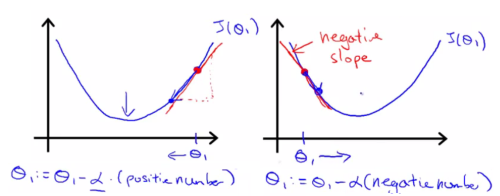 J(θ₁)
← θ₁
θ₁ := θ₁ - α · (positive number)
negative
slope
J(θ₁)
θ₁ →
θ₁ := θ₁ - α (negative number)